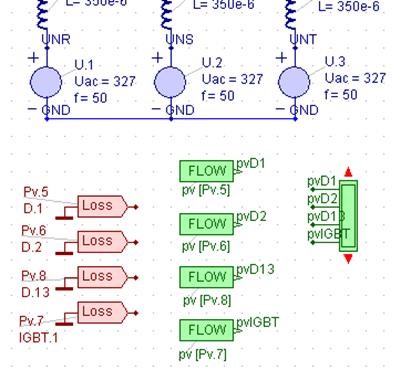 L= 350e-6
L= 350e-6
L= 350e-6
UNR
UNS
UNT
+
+
+
U.1
U.2
U.3
Uac = 327
Uac = 327
Uac = 327
f= 50
f = 50
f = 50
− GND
− GND
− GND
FLOW
pvD1
pv [Pv.5]
FLOW
pvD2
pv [Pv.6]
FLOW
pvD13
pv [Pv.8]
FLOW
pvIGBT
pv [Pv.7]
Pv.5
D.1
Loss
Pv.6
D.2
Loss
Pv.8
D.13
Loss
Pv.7
IGBT.1
Loss
pvD1
pvD2
pvD13
pvIGBT